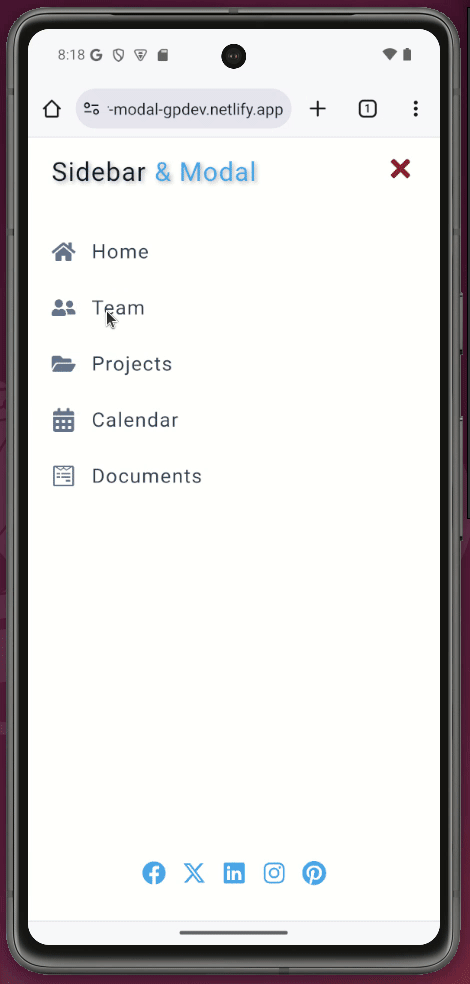 8:18
-modal-gpdev.netlify.app
1
Sidebar & Modal
Home
Team
Projects
Calendar
Documents